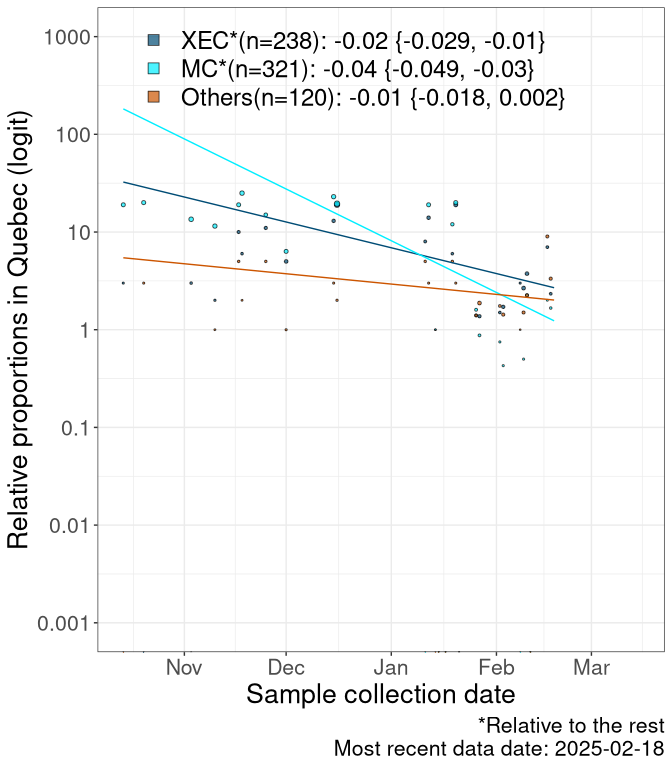 XEC*(n=238): -0.02 {-0.029, -0.01}
MC*(n=321): -0.04 {-0.049, -0.03}
Others(n=120): -0.01 {-0.018, 0.002}
Relative proportions in Quebec (logit)
1000
100
10
1
0.1
0.01
0.001
Nov Dec Jan Feb Mar
Sample collection date
*Relative to the rest
Most recent data date: 2025-02-18